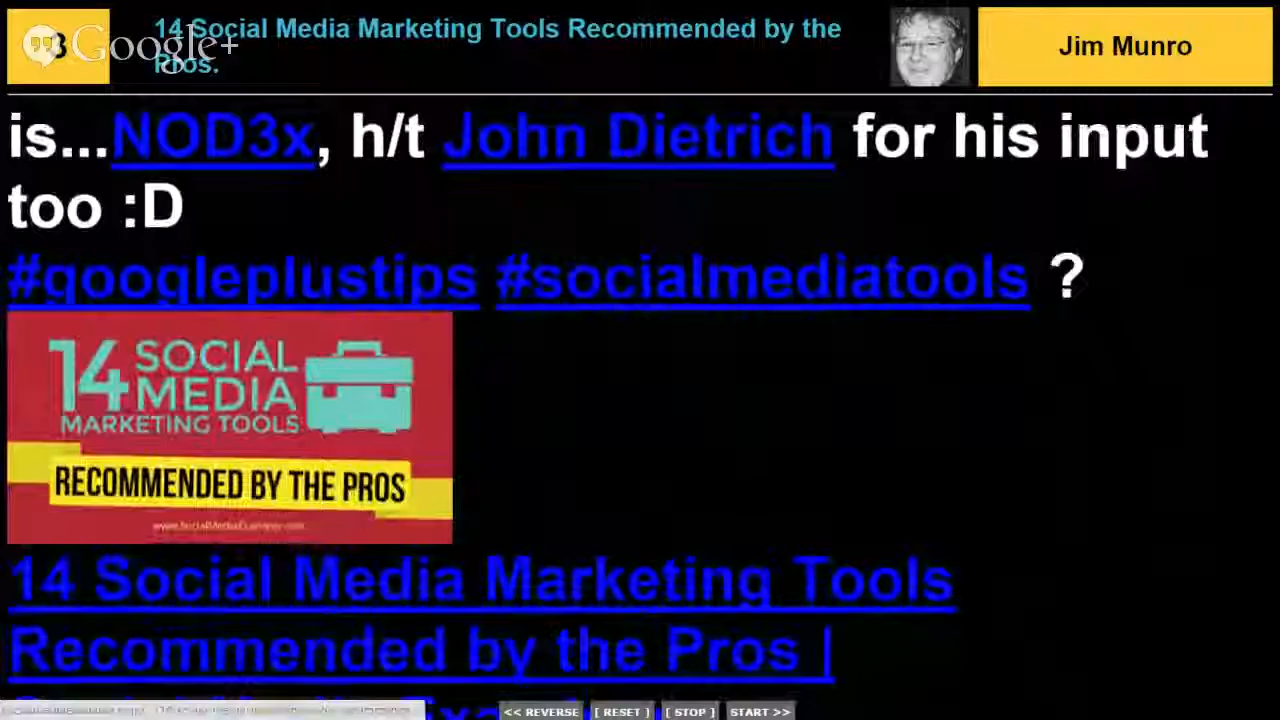 3 Google+
14 Social Media Marketing Tools Recommended by the
Pros.
Jim Munro
is...NOD3x, h/t John Dietrich for his input
too :D
#googleplustips #socialmediatools ?
14 SOCIAL
MEDIA
MARKETING TOOLS
RECOMMENDED BY THE PROS
www.SocialMediaExaminer.com
14 Social Media Marketing Tools
Recommended by the Pros |
<< REVERSE [ RESET ] [ STOP ] START >>